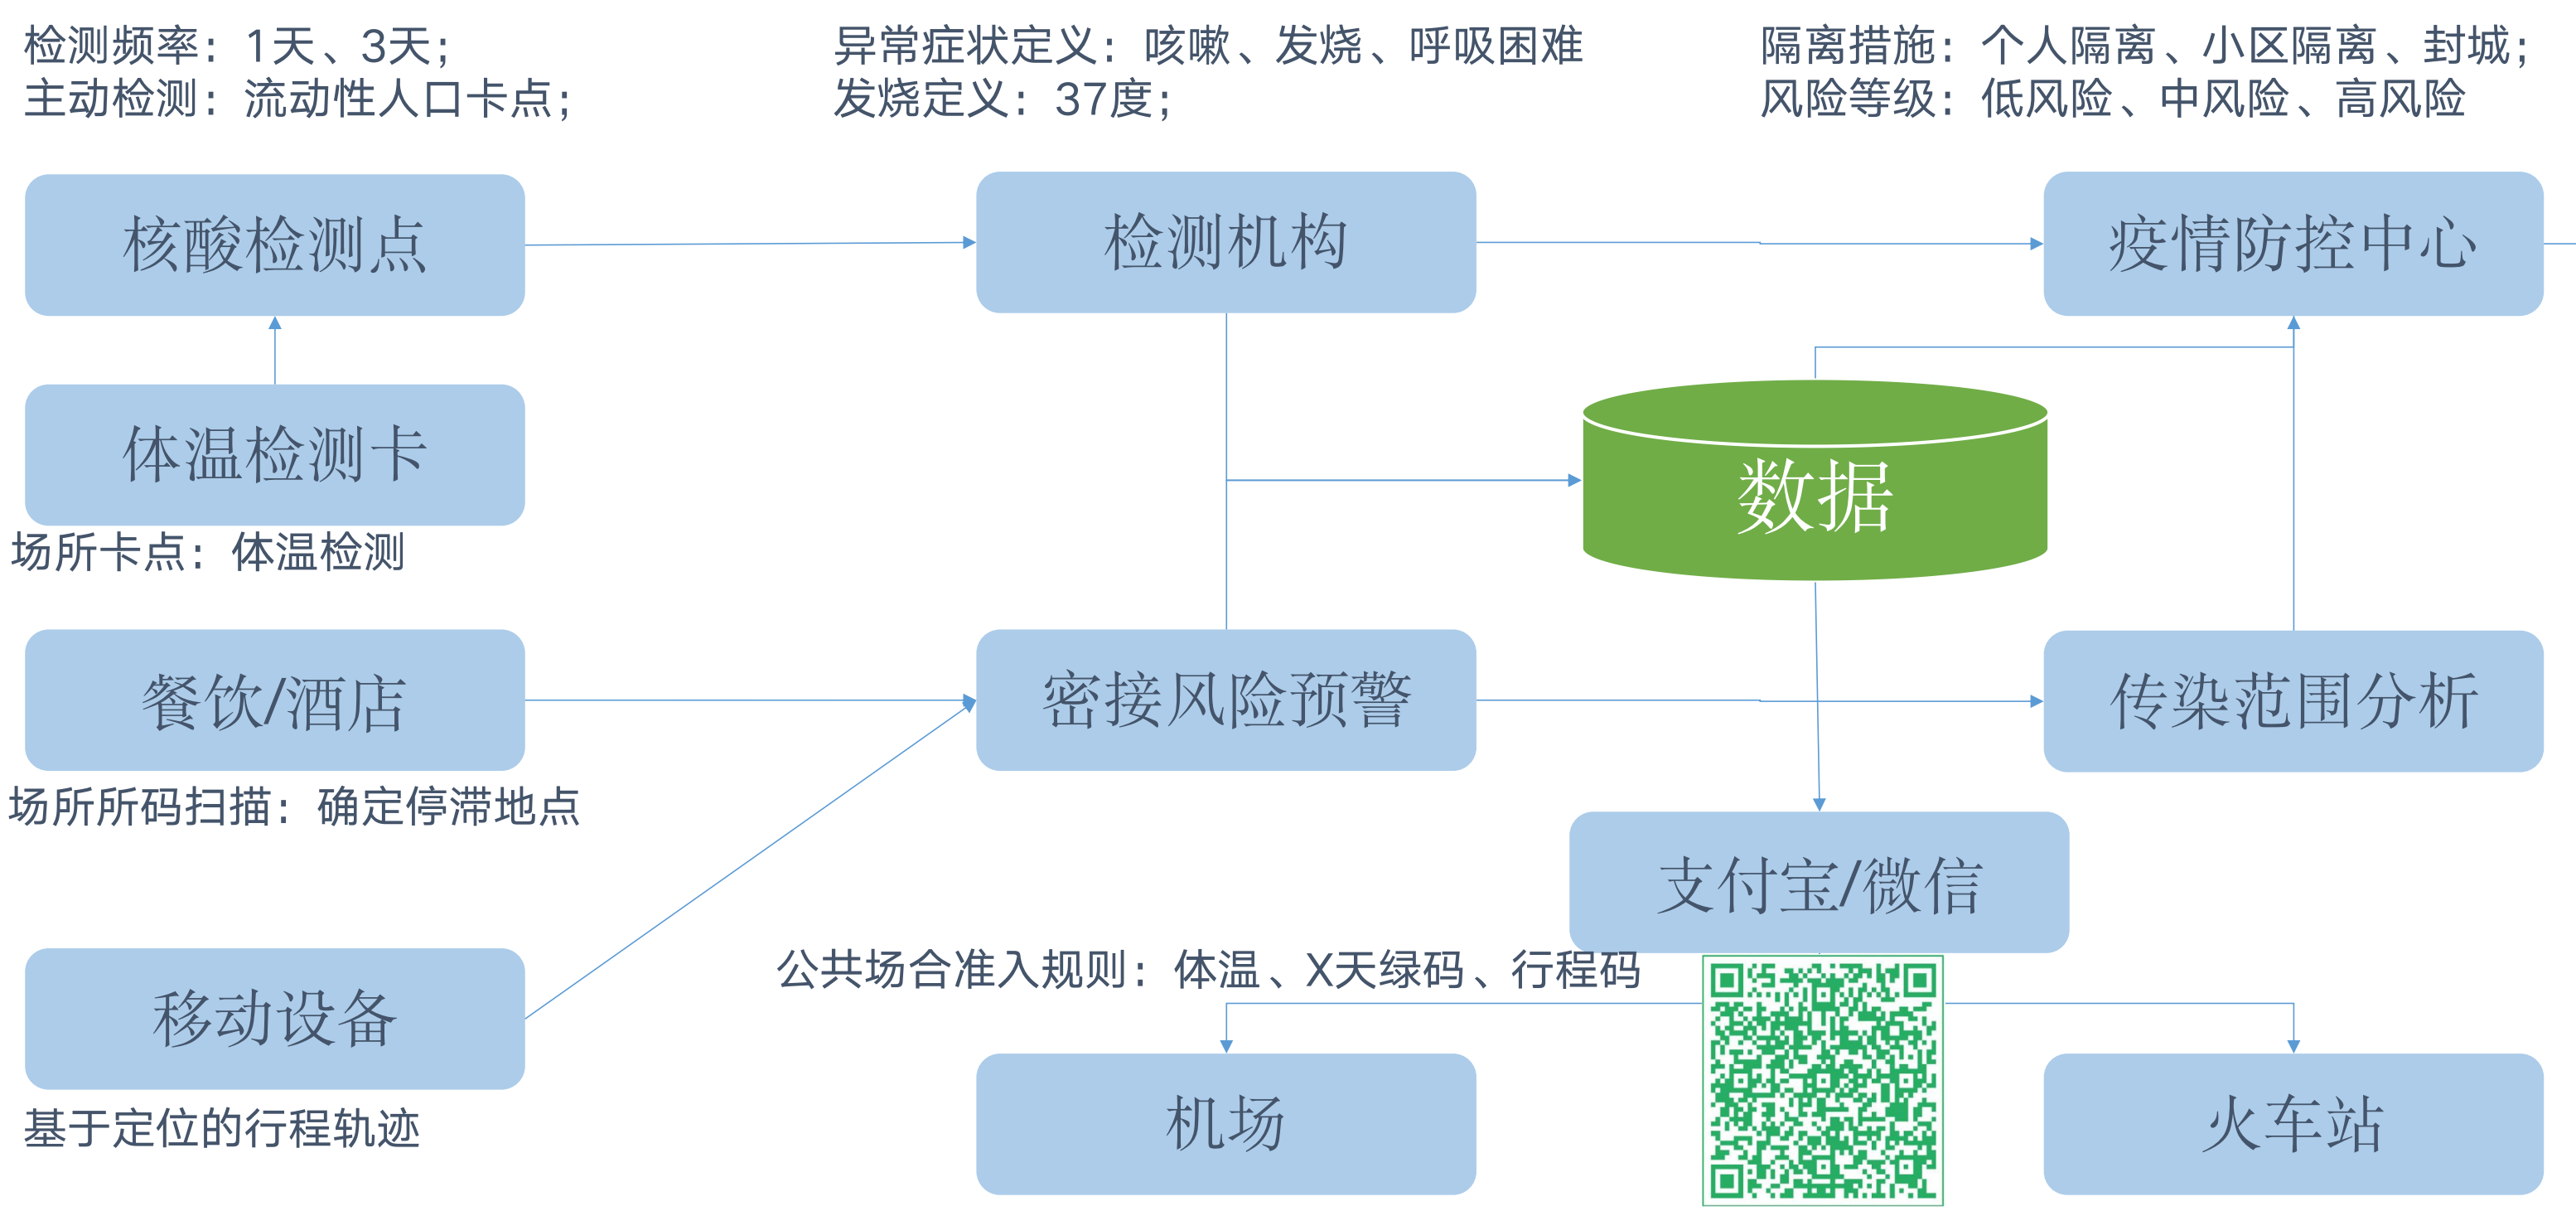 检测频率：1天、3天；
主动检测：流动性人口卡点；
异常症状定义：咳嗽、发烧、呼吸困难
发烧定义：37度；
隔离措施：个人隔离、小区隔离、封城；
风险等级：低风险、中风险、高风险
核酸检测点
检测机构
疫情防控中心
体温检测卡
场所卡点：体温检测
数据
餐饮/酒店
密接风险预警
传染范围分析
场所所码扫描：确定停滞地点
支付宝/微信
公共场合准入规则：体温、X天绿码、行程码
移动设备
基于定位的行程轨迹
机场
火车站